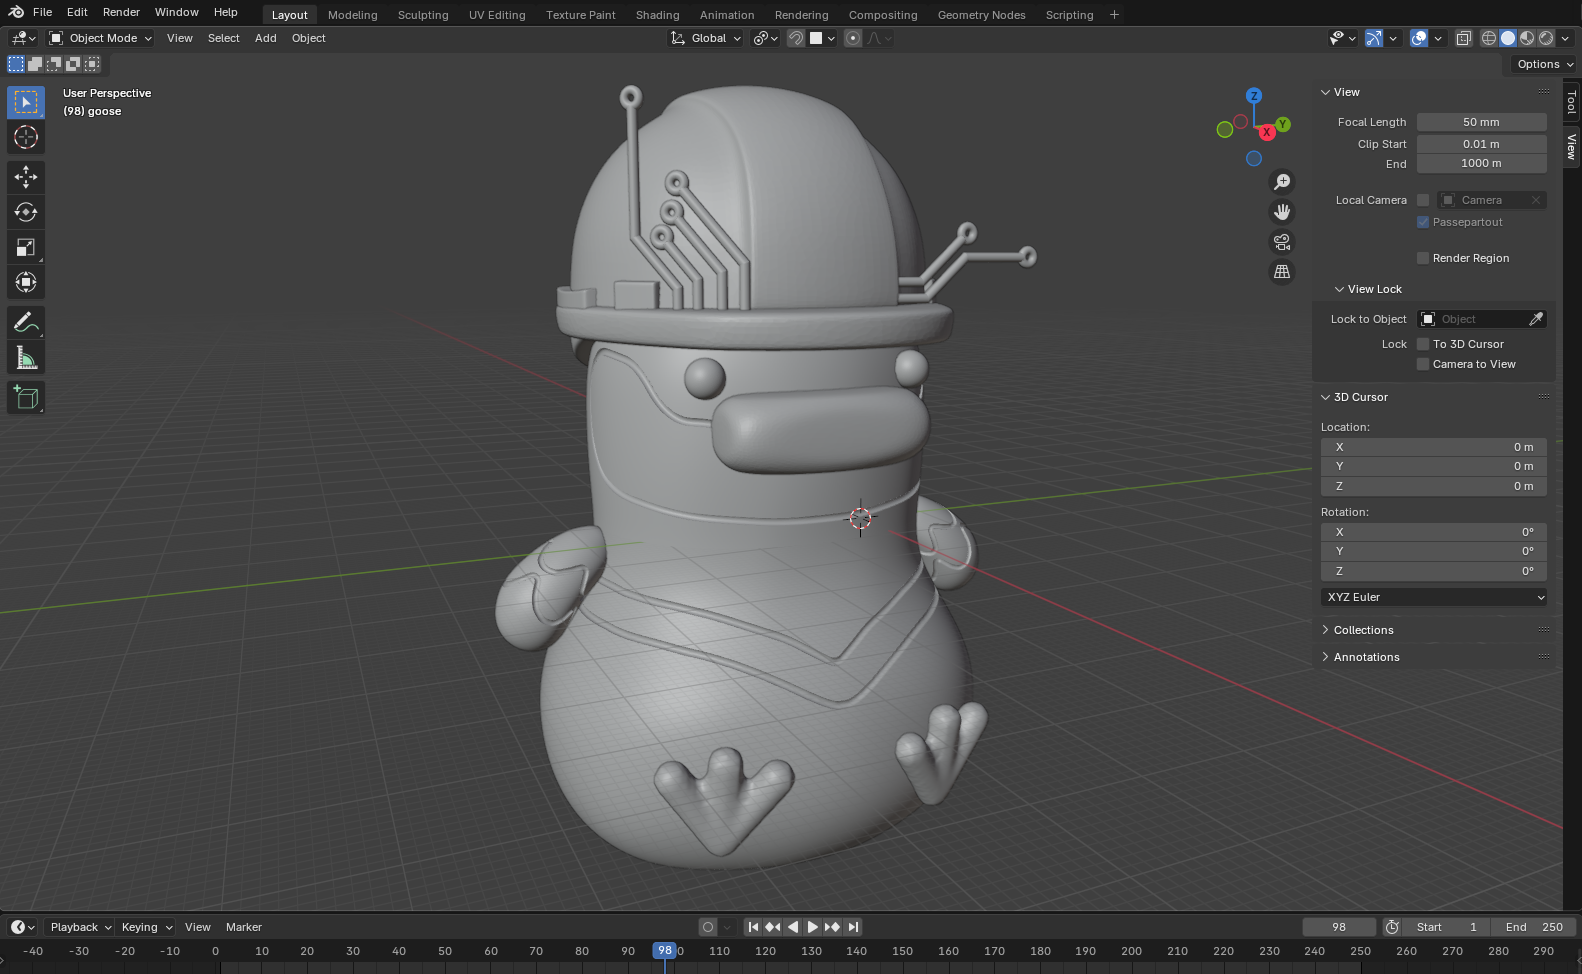 File Edit Render Window Help Layout Modeling Sculpting UV Editing Texture Paint Shading Animation Rendering Compositing Geometry Nodes Scripting +
Object Mode View Select Add Object Global
Options
User Perspective
(98) goose
Z
Y
X
View
Focal Length 50 mm
Clip Start 0.01 m
End 1000 m
Local Camera Camera
Passepartout
Render Region
View Lock
Lock to Object Object
Lock To 3D Cursor
Camera to View
3D Cursor
Location:
X 0 m
Y 0 m
Z 0 m
Rotation:
X 0°
Y 0°
Z 0°
XYZ Euler
Collections
Annotations
Tool
View
Playback Keying View Marker 98 Start 1 End 250
-40 -30 -20 -10 0 10 20 30 40 50 60 70 80 90 98 110 120 130 140 150 160 170 180 190 200 210 220 230 240 250 260 270 280 290